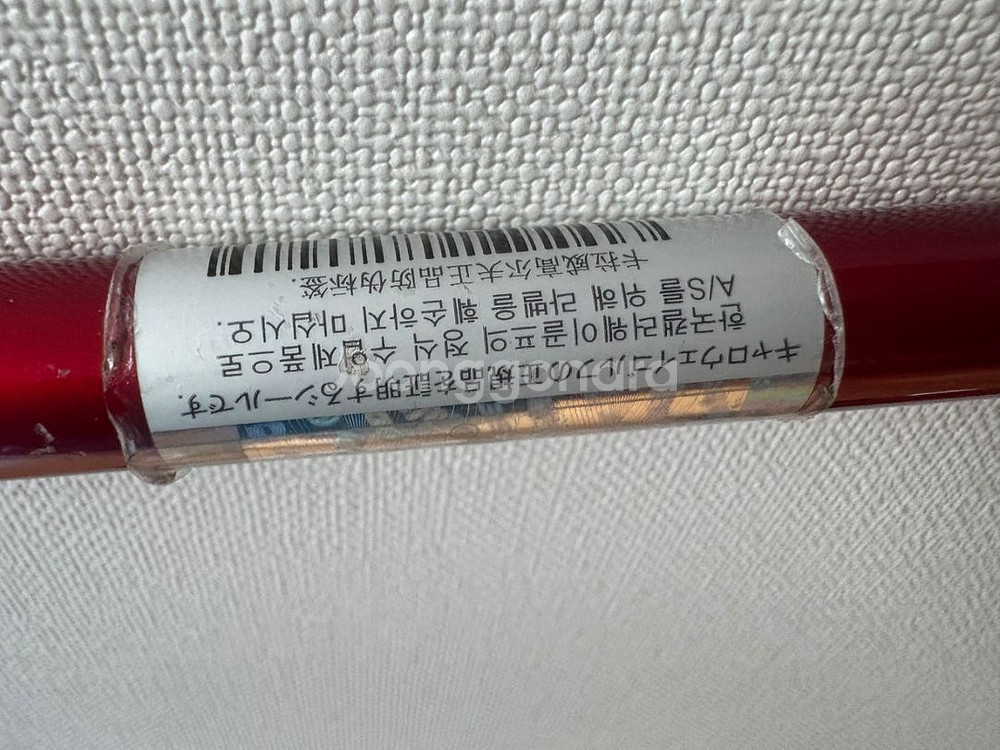 キャロウェイゴルフの正規品を証明するシールです.
한국캘러웨이골프의 정식 수입제품으로
A/S를 위해 라벨을 훼손하지 마십시오.
卡拉威高尔夫正品防伪标签.
Joonggonara